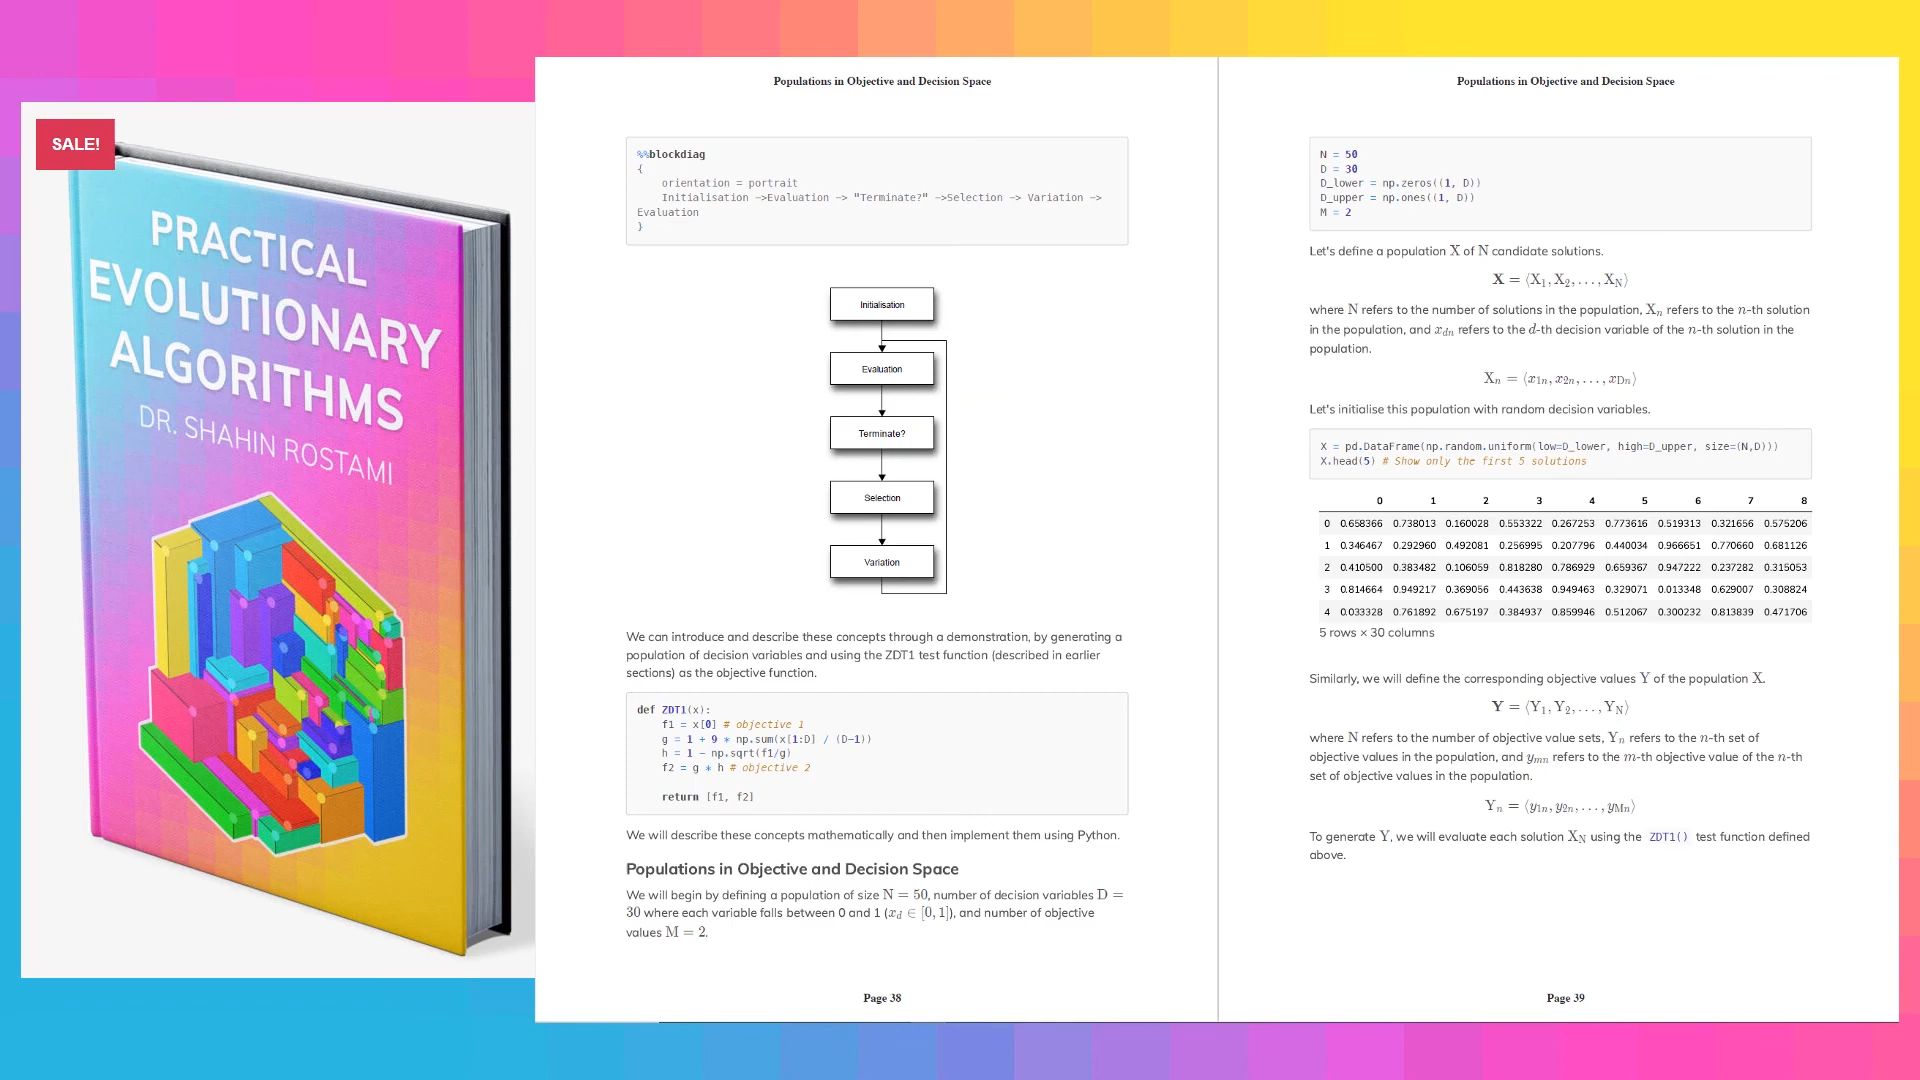 SALE!
PRACTICAL
EVOLUTIONARY
ALGORITHMS
DR. SHAHIN ROSTAMI
Populations in Objective and Decision Space
%%blockdiag
{
    orientation = portrait
    Initialisation ->Evaluation -> "Terminate?" ->Selection -> Variation ->
Evaluation
}
Initialisation
Evaluation
Terminate?
Selection
Variation
We can introduce and describe these concepts through a demonstration, by generating a
population of decision variables and using the ZDT1 test function (described in earlier
sections) as the objective function.
def ZDT1(x):
    f1 = x[0] # objective 1
    g = 1 + 9 * np.sum(x[1:D] / (D-1))
    h = 1 - np.sqrt(f1/g)
    f2 = g * h # objective 2
    return [f1, f2]
We will describe these concepts mathematically and then implement them using Python.
Populations in Objective and Decision Space
We will begin by defining a population of size N = 50, number of decision variables D =
30 where each variable falls between 0 and 1 (x_d ∈ [0, 1]), and number of objective
values M = 2.
Page 38
Populations in Objective and Decision Space
N = 50
D = 30
D_lower = np.zeros((1, D))
D_upper = np.ones((1, D))
M = 2
Let's define a population X of N candidate solutions.
X = ⟨X₁, X₂, . . . , X_N⟩
where N refers to the number of solutions in the population, Xₙ refers to the n-th solution
in the population, and x_dn refers to the d-th decision variable of the n-th solution in the
population.
Xₙ = ⟨x₁ₙ, x₂ₙ, . . . , x_Dn⟩
Let's initialise this population with random decision variables.
X = pd.DataFrame(np.random.uniform(low=D_lower, high=D_upper, size=(N,D)))
X.head(5) # Show only the first 5 solutions
0 1 2 3 4 5 6 7 8
0 0.658366 0.738013 0.160028 0.553322 0.267253 0.773616 0.519313 0.321656 0.575206
1 0.346467 0.292960 0.492081 0.256995 0.207796 0.440034 0.966651 0.770660 0.681126
2 0.410500 0.383482 0.106059 0.818280 0.786929 0.659367 0.947222 0.237282 0.315053
3 0.814664 0.949217 0.369056 0.443638 0.949463 0.329071 0.013348 0.629007 0.308824
4 0.033328 0.761892 0.675197 0.384937 0.859946 0.512067 0.300232 0.813839 0.471706
5 rows × 30 columns
Similarly, we will define the corresponding objective values Y of the population X.
Y = ⟨Y₁, Y₂, . . . , Y_N⟩
where N refers to the number of objective value sets, Yₙ refers to the n-th set of
objective values in the population, and y_mn refers to the m-th objective value of the n-th
set of objective values in the population.
Yₙ = ⟨y₁ₙ, y₂ₙ, . . . , y_Mn⟩
To generate Y, we will evaluate each solution X_N using the ZDT1() test function defined
above.
Page 39